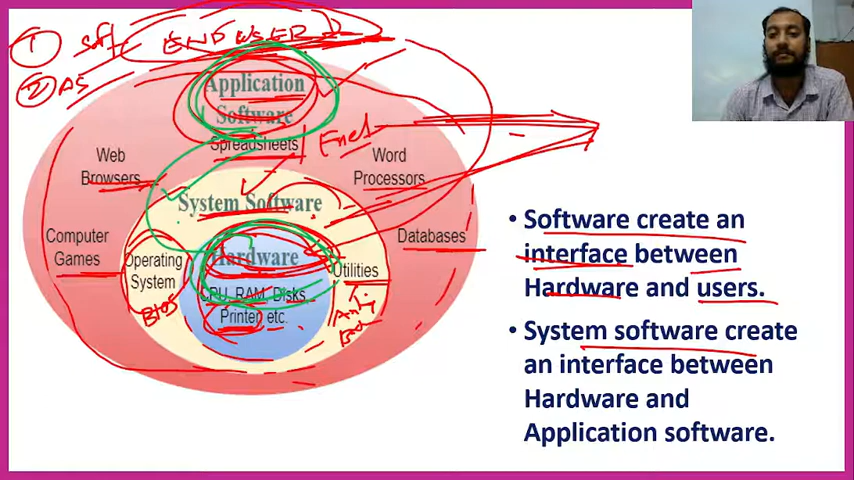 ① Soft END USER
② AS
Application
Software
Spreadsheets
Web
Browsers
Word
Processors
System Software
Computer
Games
Operating
System
BIOS
Hardware
CPU, RAM, Disks,
Printer, etc.
Utilities
Databases
• Software create an
interface between
Hardware and users.
• System software create
an interface between
Hardware and
Application software.